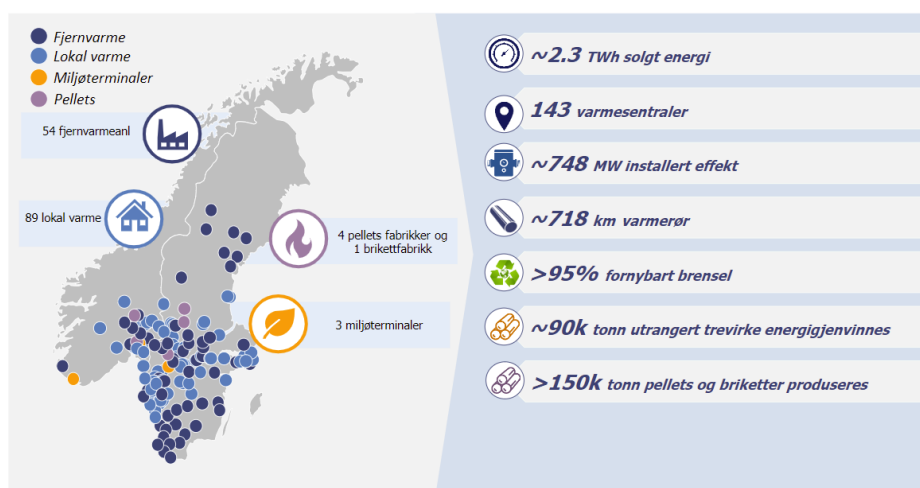 Fjernvarme
Lokal varme
Miljøterminaler
Pellets
54 fjernvarmeanl
89 lokal varme
4 pellets fabrikker og
1 brikettfabrikk
3 miljøterminaler
~2.3 TWh solgt energi
143 varmesentraler
~748 MW installert effekt
~718 km varmerør
>95% fornybart brensel
~90k tonn utrangert trevirke energigjenvinnes
>150k tonn pellets og briketter produseres